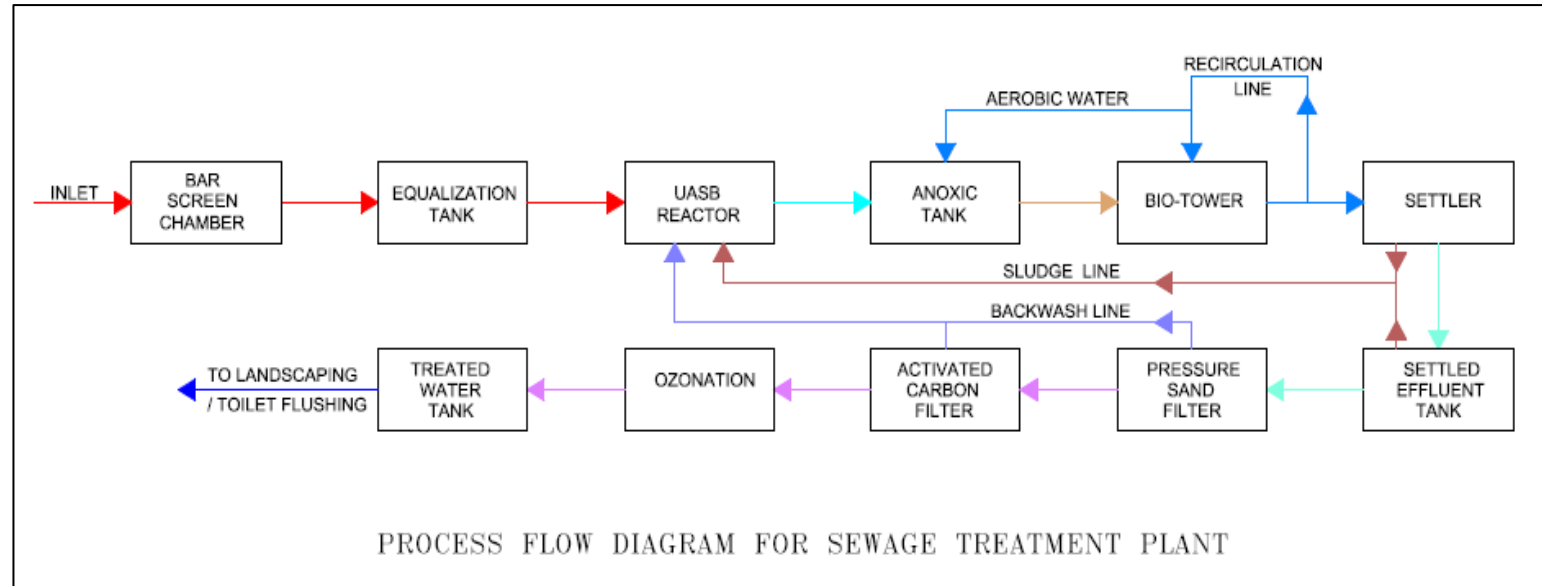 RECIRCULATION
LINE
AEROBIC WATER
INLET
BAR
SCREEN
CHAMBER
EQUALIZATION
TANK
UASB
REACTOR
ANOXIC
TANK
BIO-TOWER
SETTLER
SLUDGE LINE
BACKWASH LINE
TO LANDSCAPING
/ TOILET FLUSHING
TREATED
WATER
TANK
OZONATION
ACTIVATED
CARBON
FILTER
PRESSURE
SAND
FILTER
SETTLED
EFFLUENT
TANK
PROCESS FLOW DIAGRAM FOR SEWAGE TREATMENT PLANT